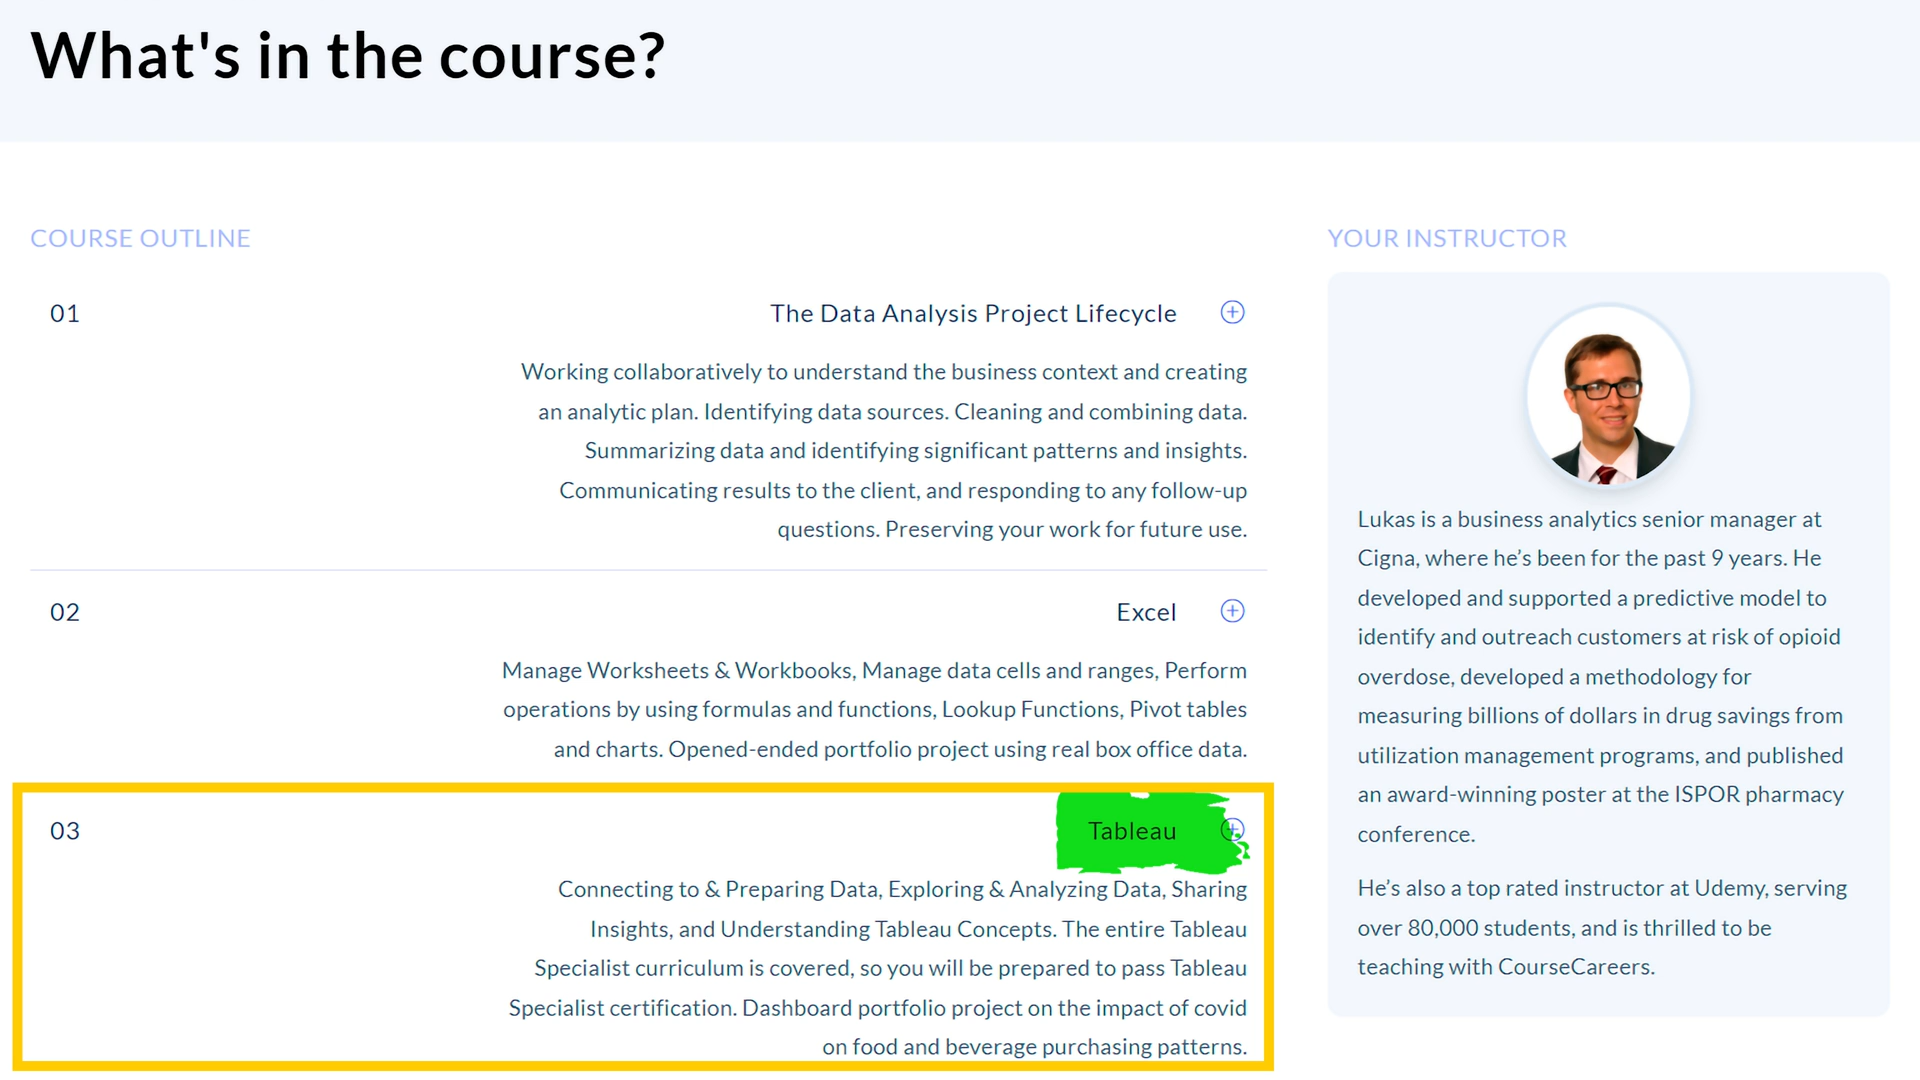 What's in the course?
COURSE OUTLINE
01
The Data Analysis Project Lifecycle
Working collaboratively to understand the business context and creating
an analytic plan. Identifying data sources. Cleaning and combining data.
Summarizing data and identifying significant patterns and insights.
Communicating results to the client, and responding to any follow-up
questions. Preserving your work for future use.
02
Excel
Manage Worksheets & Workbooks, Manage data cells and ranges, Perform
operations by using formulas and functions, Lookup Functions, Pivot tables
and charts. Opened-ended portfolio project using real box office data.
03
Tableau
Connecting to & Preparing Data, Exploring & Analyzing Data, Sharing
Insights, and Understanding Tableau Concepts. The entire Tableau
Specialist curriculum is covered, so you will be prepared to pass Tableau
Specialist certification. Dashboard portfolio project on the impact of covid
on food and beverage purchasing patterns.
YOUR INSTRUCTOR
Lukas is a business analytics senior manager at
Cigna, where he’s been for the past 9 years. He
developed and supported a predictive model to
identify and outreach customers at risk of opioid
overdose, developed a methodology for
measuring billions of dollars in drug savings from
utilization management programs, and published
an award-winning poster at the ISPOR pharmacy
conference.
He’s also a top rated instructor at Udemy, serving
over 80,000 students, and is thrilled to be
teaching with CourseCareers.